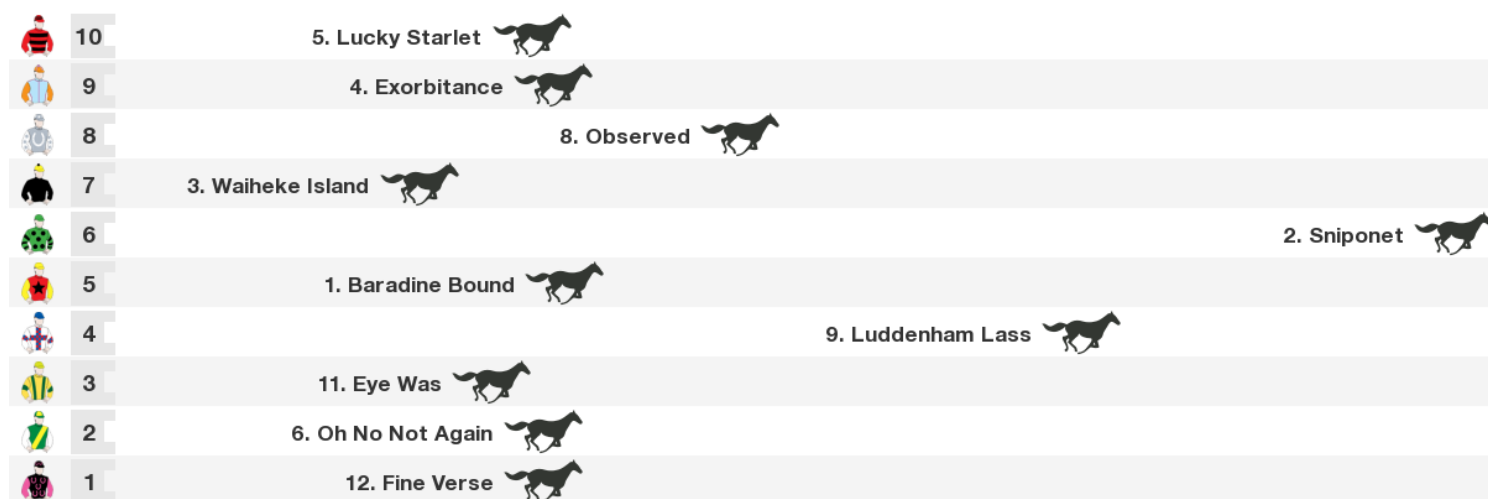 10 5. Lucky Starlet
9 4. Exorbitance
8 8. Observed
7 3. Waiheke Island
6 2. Sniponet
5 1. Baradine Bound
4 9. Luddenham Lass
3 11. Eye Was
2 6. Oh No Not Again
1 12. Fine Verse